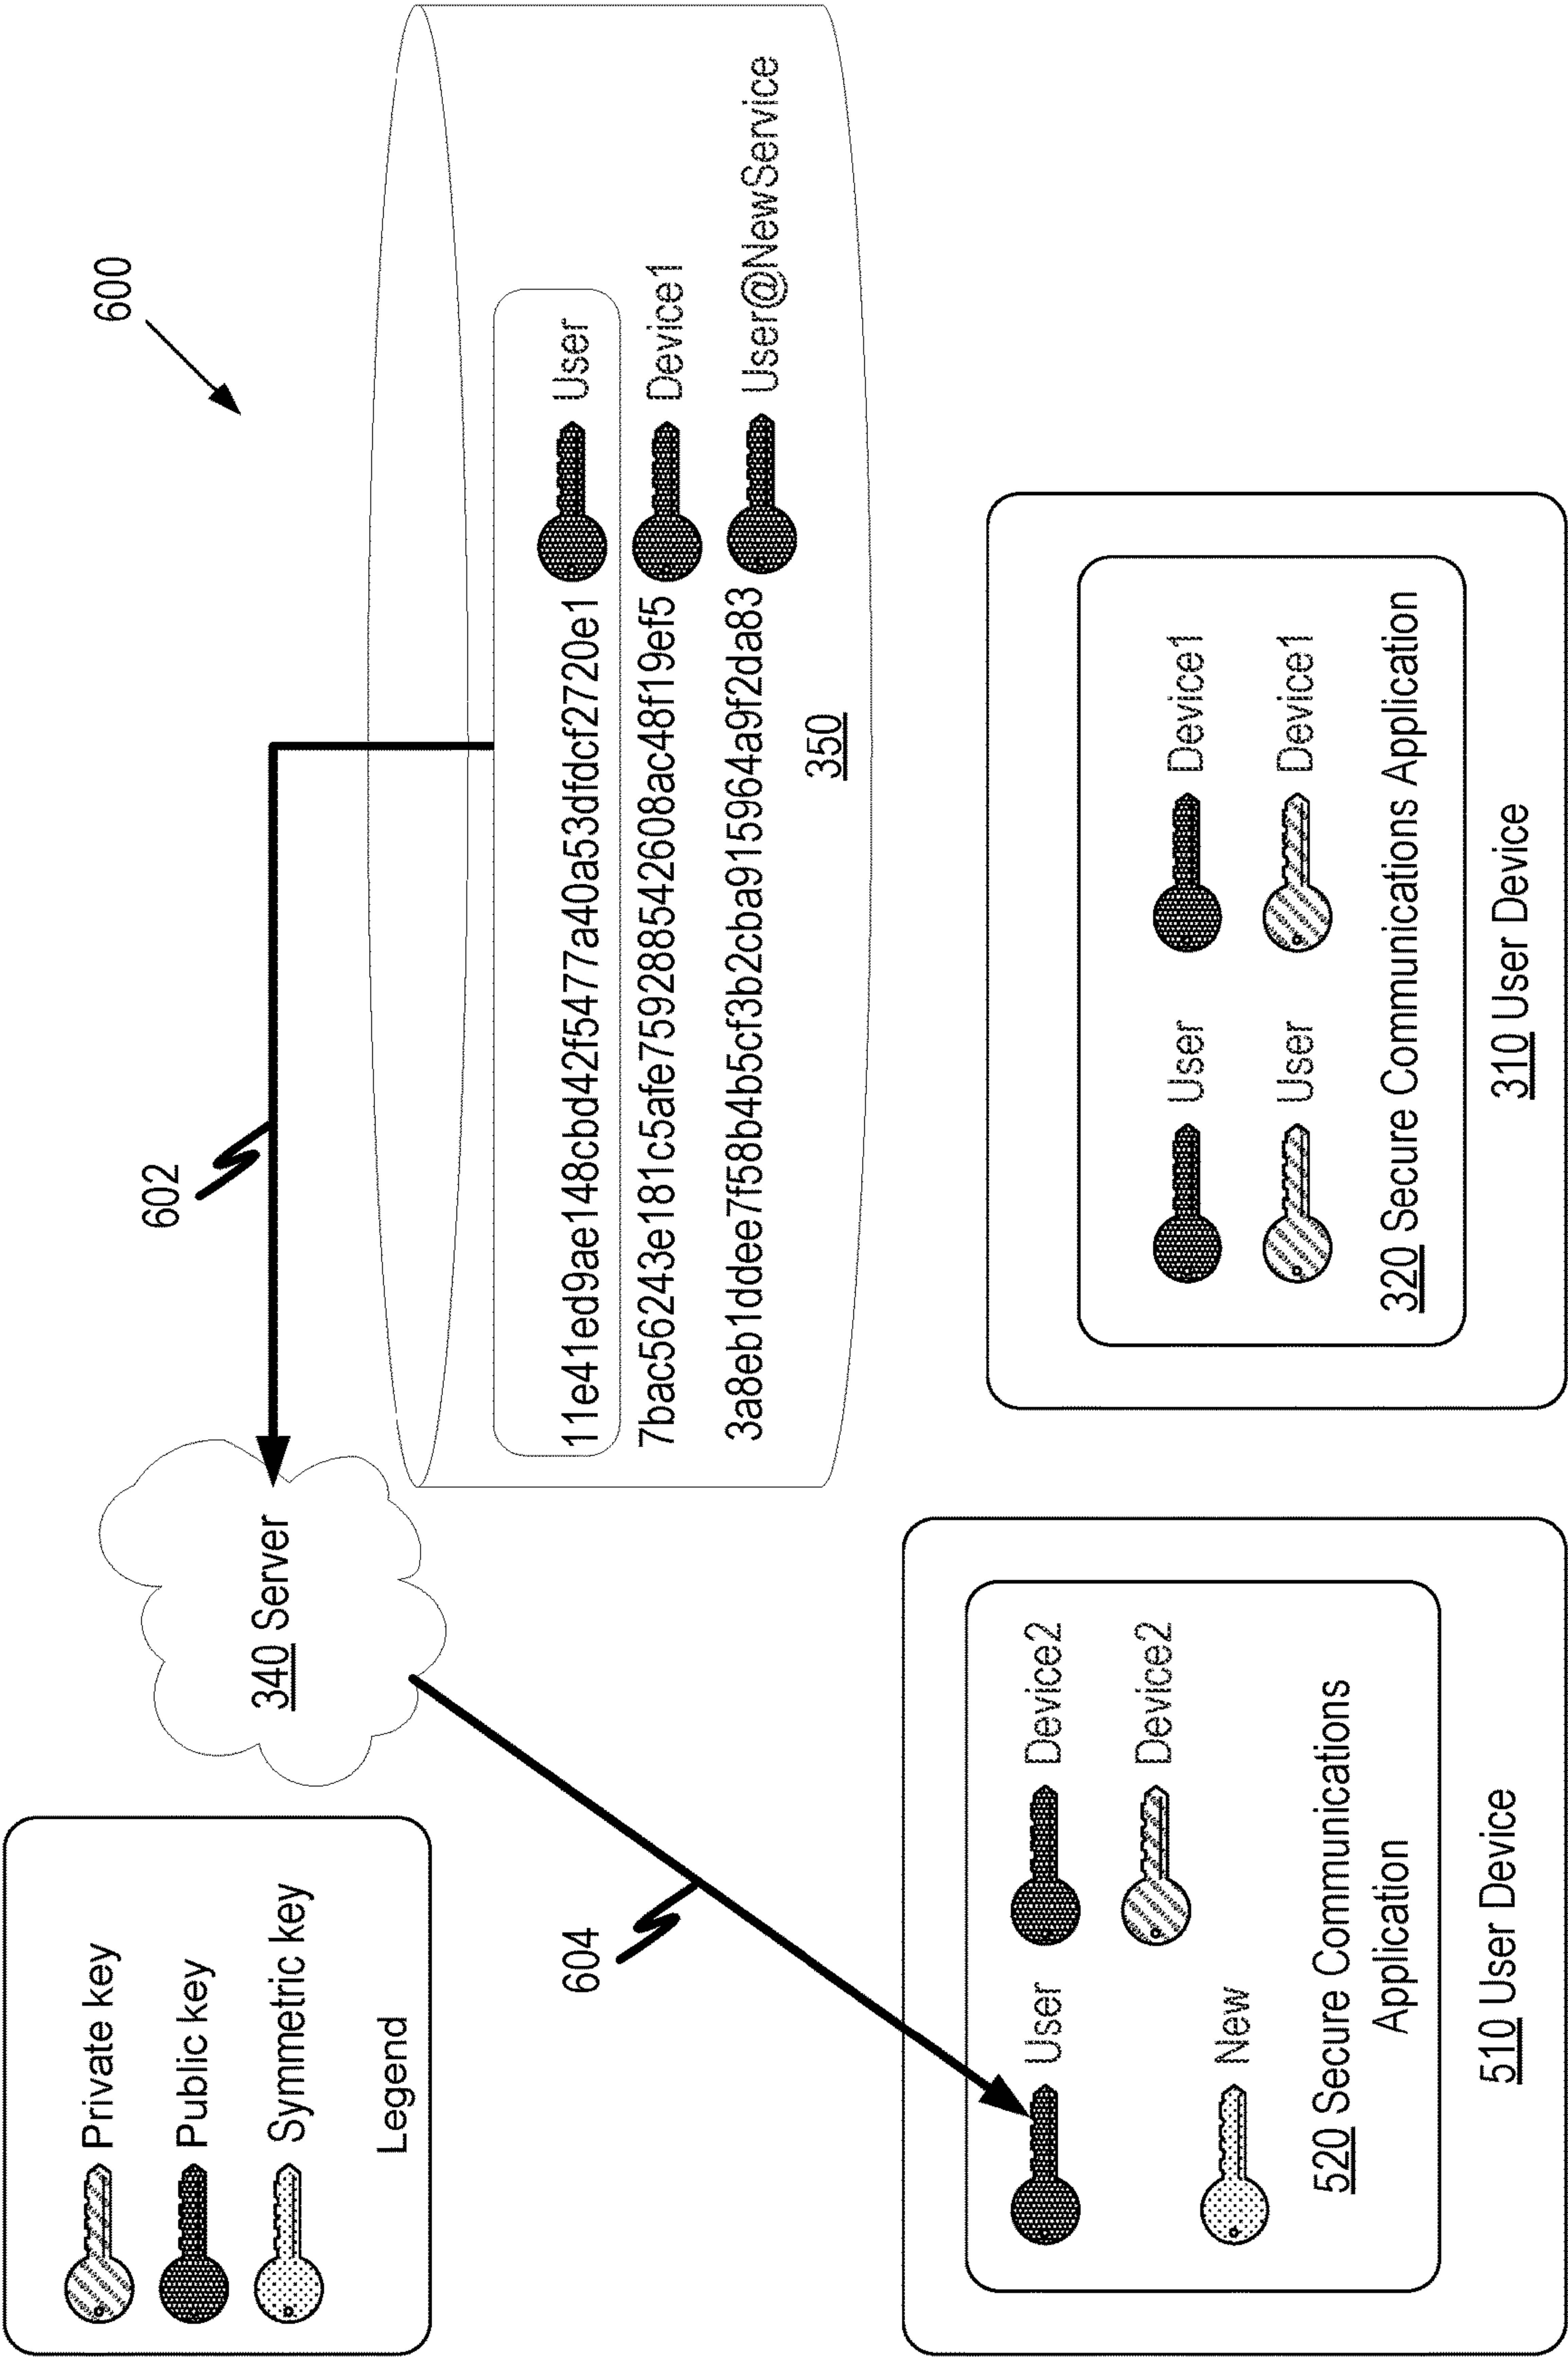 600
Private key
Public key
Symmetric key
Legend
340 Server
602
11e41ed9ae148cbd42f5477a40a53dfdcf2720e1 User
7bac56243e181c5afe7592885542608ac48f19ef5 Device1
3a8eb1ddee7f58b4b5cf3b2cba915964a9f2da83 User@NewService
350
604
User Device2
Device2
New
520 Secure Communications
Application
510 User Device
User Device1
User Device1
320 Secure Communications Application
310 User Device